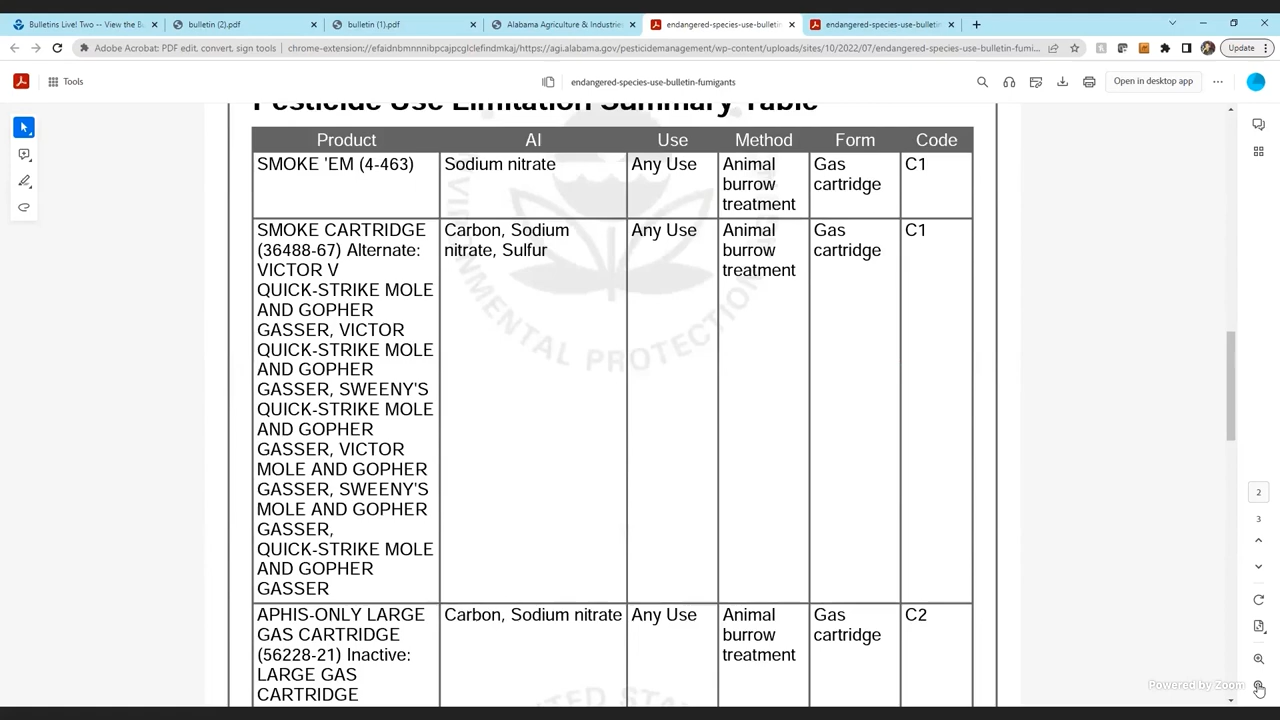 Bulletins Live! Two -- View the B
bulletin (2).pdf
bulletin (1).pdf
Alabama Agriculture & Industries
endangered-species-use-bulletin
endangered-species-use-bulletin
Adobe Acrobat: PDF edit, convert, sign tools
chrome-extension://efaidnbmnnnibpcajpcglclefindmkaj/https://agi.alabama.gov/pesticidemanagement/wp-content/uploads/sites/10/2022/07/endangered-species-use-bulletin-fumi...
Update
Tools
endangered-species-use-bulletin-fumigants
Open in desktop app
Pesticide Use Limitation Summary Table
Product AI Use Method Form Code
SMOKE 'EM (4-463) Sodium nitrate Any Use Animal Gas C1
burrow cartridge
treatment
SMOKE CARTRIDGE Carbon, Sodium Any Use Animal Gas C1
(36488-67) Alternate: nitrate, Sulfur burrow cartridge
VICTOR V treatment
QUICK-STRIKE MOLE
AND GOPHER
GASSER, VICTOR
QUICK-STRIKE MOLE
AND GOPHER
GASSER, SWEENY'S
QUICK-STRIKE MOLE
AND GOPHER
GASSER, VICTOR
MOLE AND GOPHER
GASSER, SWEENY'S
MOLE AND GOPHER
GASSER,
QUICK-STRIKE MOLE
AND GOPHER
GASSER
APHIS-ONLY LARGE Carbon, Sodium nitrate Any Use Animal Gas C2
GAS CARTRIDGE burrow cartridge
(56228-21) Inactive: treatment
LARGE GAS
CARTRIDGE
2
3
Powered by Zoom